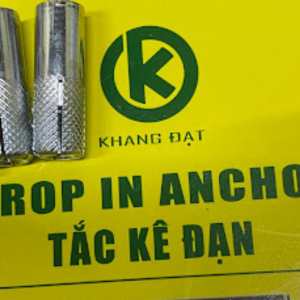 K
KHANG ĐẠT
ROP IN ANCHO
TẮC KÊ ĐẠN